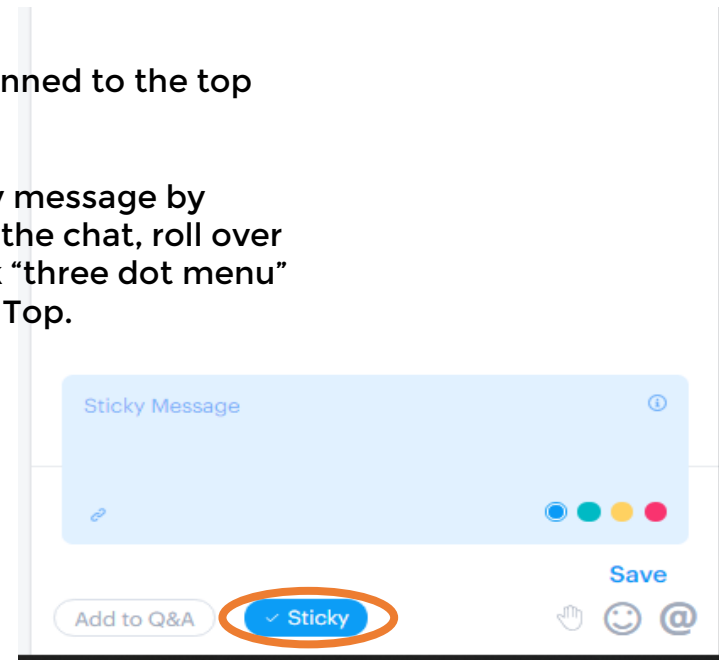 nned to the top
message by
the chat, roll over
“three dot menu”
Top.
Sticky Message
Save
Add to Q&A
Sticky
@